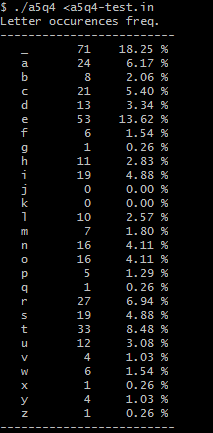 $ ./a5q4 <a5q4-test.in
Letter occurences freq.
-------------------------
_ 71 18.25 %
a 24 6.17 %
b 8 2.06 %
c 21 5.40 %
d 13 3.34 %
e 53 13.62 %
f 6 1.54 %
g 1 0.26 %
h 11 2.83 %
i 19 4.88 %
j 0 0.00 %
k 0 0.00 %
l 10 2.57 %
m 7 1.80 %
n 16 4.11 %
o 16 4.11 %
p 5 1.29 %
q 1 0.26 %
r 27 6.94 %
s 19 4.88 %
t 33 8.48 %
u 12 3.08 %
v 4 1.03 %
w 6 1.54 %
x 1 0.26 %
y 4 1.03 %
z 1 0.26 %
-------------------------